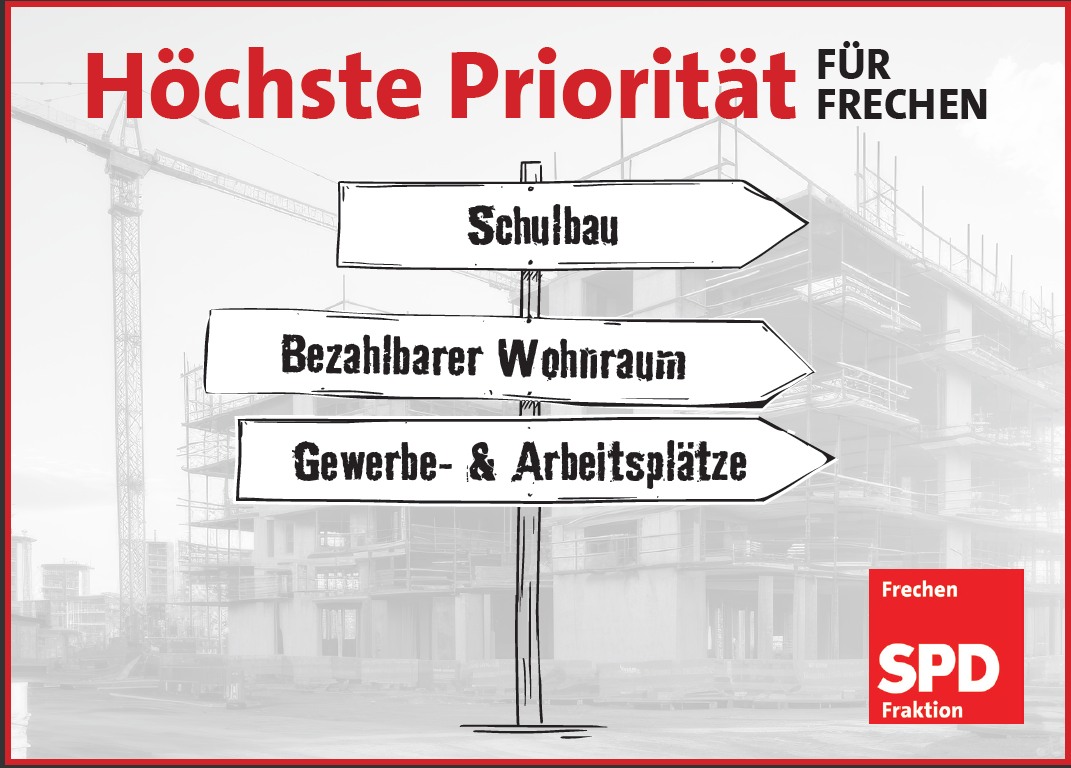 Höchste Priorität FÜR
FRECHEN
Schulbau
Bezahlbarer Wohnraum
Gewerbe- & Arbeitsplätze
Frechen
SPD
Fraktion